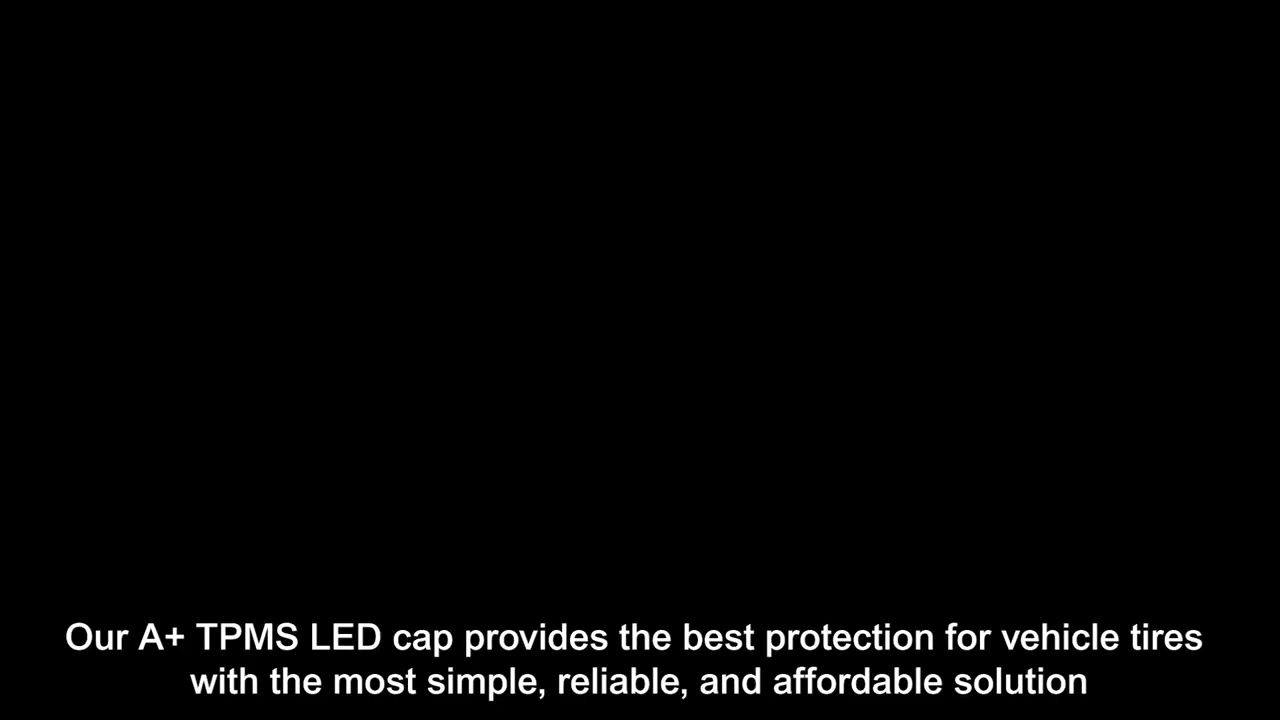 Our A+ TPMS LED cap provides the best protection for vehicle tires
with the most simple, reliable, and affordable solution